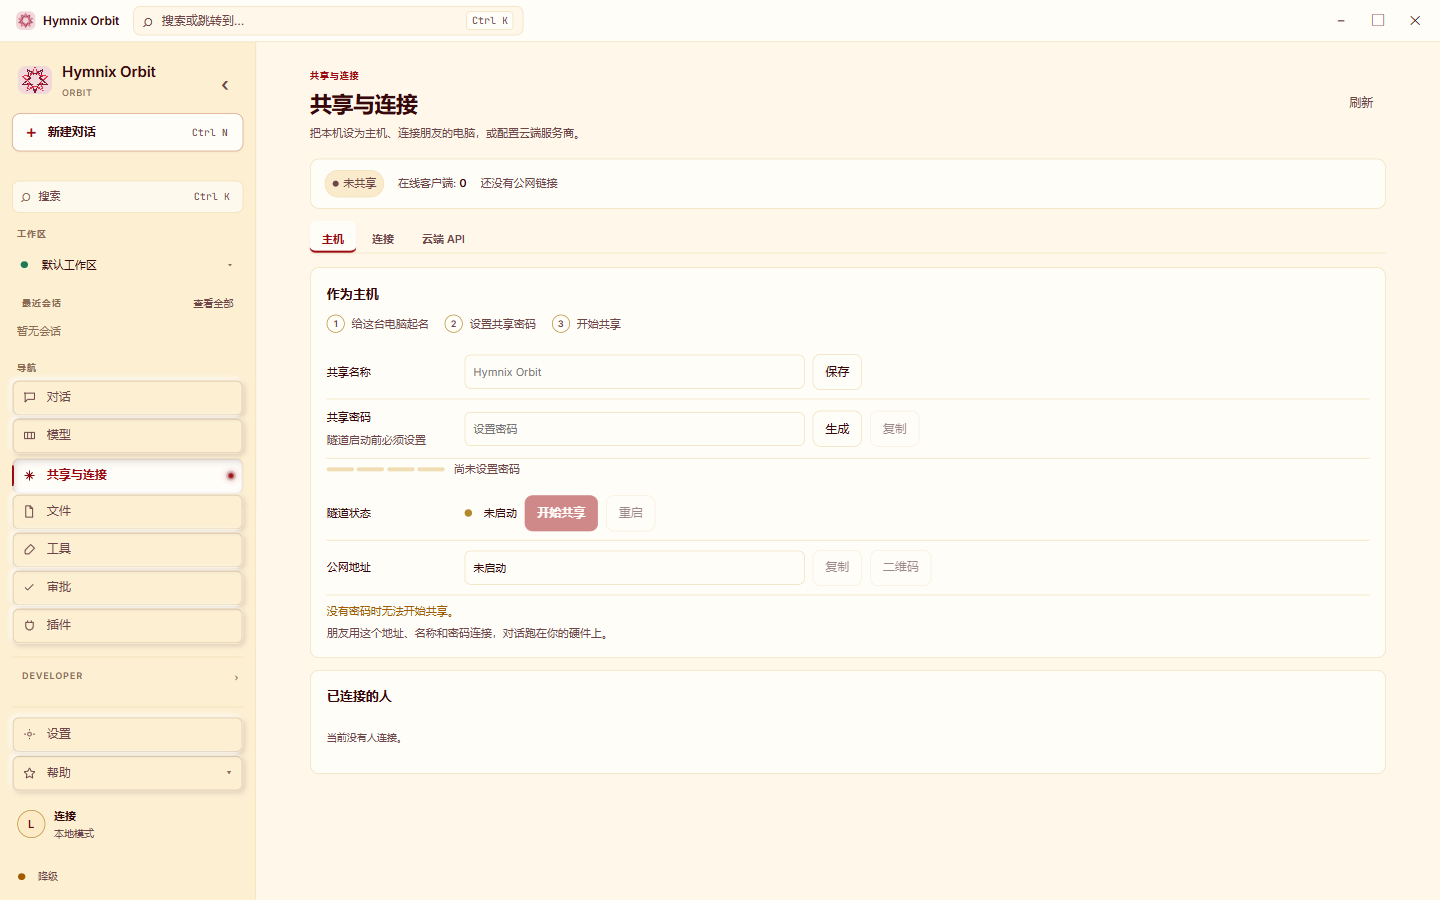 Hymnix Orbit
搜索或跳转到... Ctrl K
Hymnix Orbit
ORBIT
新建对话 Ctrl N
搜索 Ctrl K
工作区
默认工作区
最近会话 查看全部
暂无会话
导航
对话
模型
共享与连接
文件
工具
审批
插件
DEVELOPER
设置
帮助
L 连接
本地模式
降级
共享与连接
共享与连接
刷新
把本机设为主机、连接朋友的电脑，或配置云端服务商。
未共享 在线客户端: 0 还没有公网链接
主机 连接 云端 API
作为主机
1 给这台电脑起名 2 设置共享密码 3 开始共享
共享名称 Hymnix Orbit 保存
共享密码 设置密码 生成 复制
隧道启动前必须设置
尚未设置密码
隧道状态 未启动 开始共享 重启
公网地址 未启动 复制 二维码
没有密码时无法开始共享。
朋友用这个地址、名称和密码连接，对话跑在你的硬件上。
已连接的人
当前没有人连接。